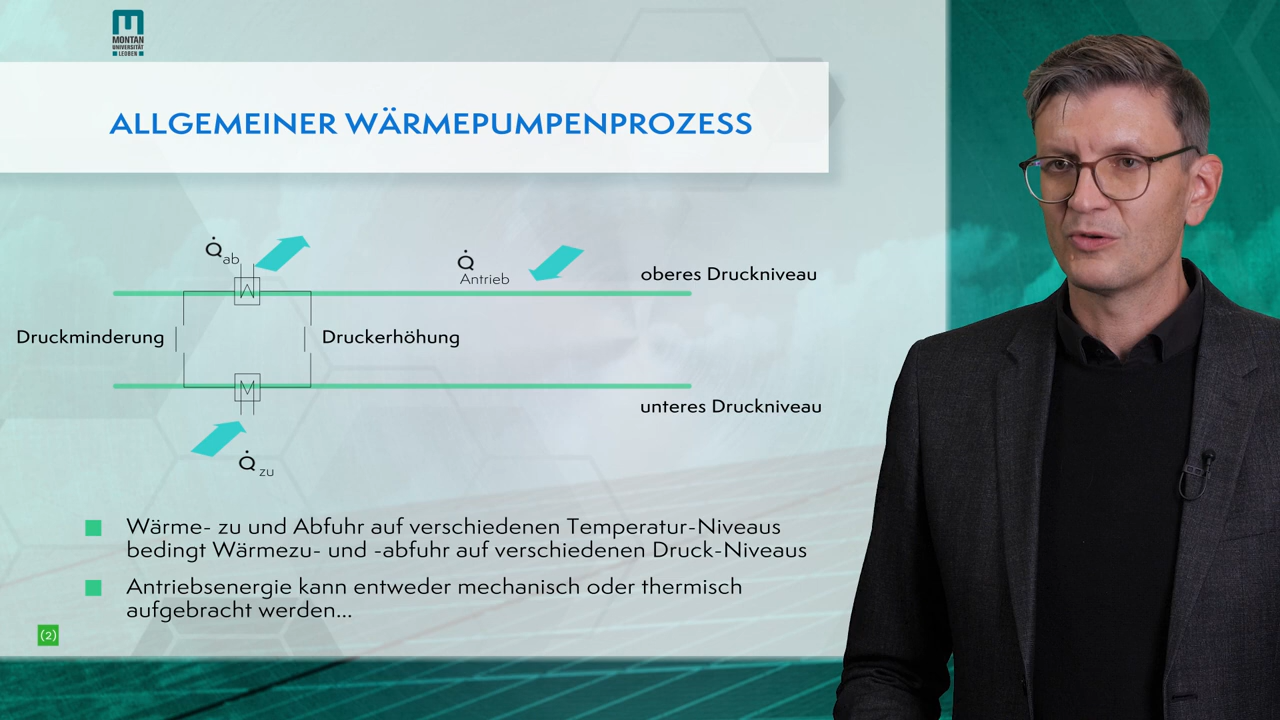 MONTAN
UNIVERSITÄT
LEOBEN
ALLGEMEINER WÄRMEPUMPENPROZESS
Q̇ab
Q̇Antrieb
oberes Druckniveau
Druckminderung
Druckerhöhung
unteres Druckniveau
Q̇zu
Wärme- zu und Abfuhr auf verschiedenen Temperatur-Niveaus
bedingt Wärmezu- und -abfuhr auf verschiedenen Druck-Niveaus
Antriebsenergie kann entweder mechanisch oder thermisch
aufgebracht werden...
(2)